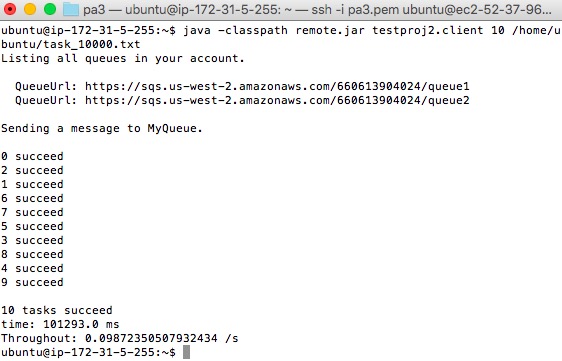 pa3 — ubuntu@ip-172-31-5-255: ~ — ssh -i pa3.pem ubuntu@ec2-52-37-96...
ubuntu@ip-172-31-5-255:~$ java -classpath remote.jar testproj2.client 10 /home/u
buntu/task_10000.txt
Listing all queues in your account.
QueueUrl: https://sqs.us-west-2.amazonaws.com/660613904024/queue1
QueueUrl: https://sqs.us-west-2.amazonaws.com/660613904024/queue2
Sending a message to MyQueue.
0 succeed
2 succeed
1 succeed
6 succeed
7 succeed
5 succeed
3 succeed
8 succeed
4 succeed
9 succeed
10 tasks succeed
time: 101293.0 ms
Throughout: 0.09872350507932434 /s
ubuntu@ip-172-31-5-255:~$